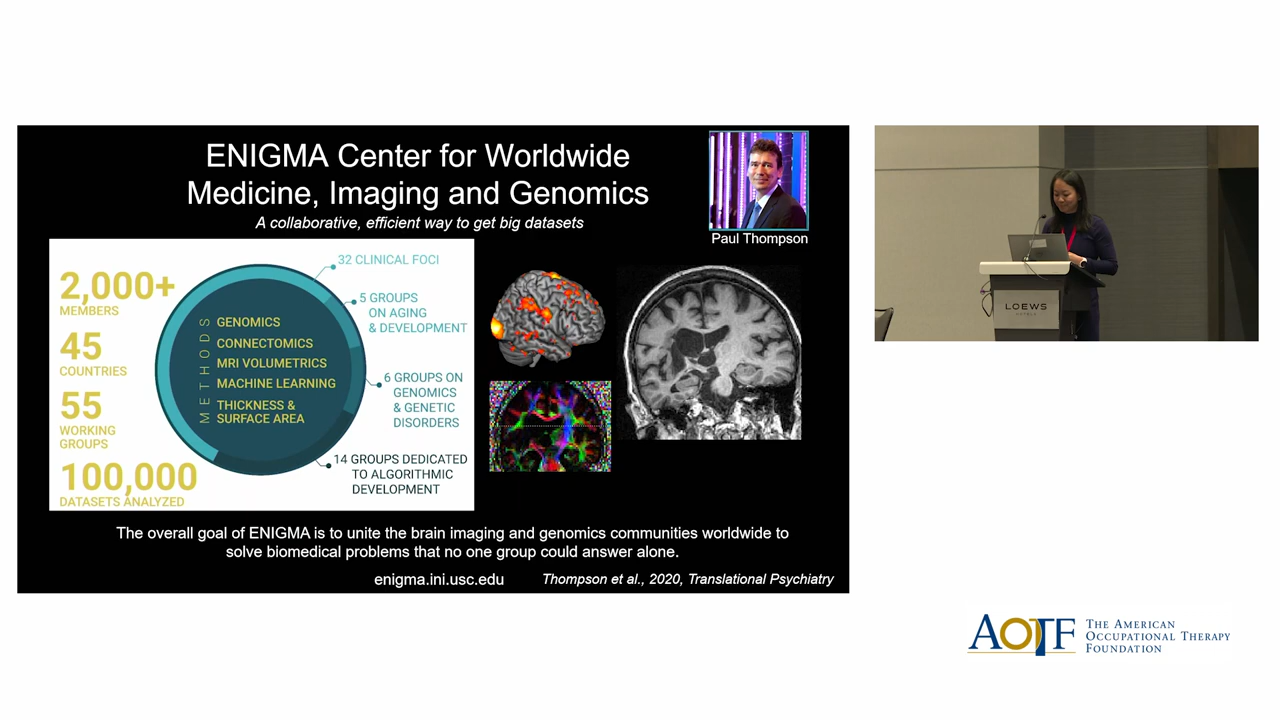 ENIGMA Center for Worldwide
Medicine, Imaging and Genomics
A collaborative, efficient way to get big datasets
Paul Thompson
2,000+
MEMBERS
45
COUNTRIES
55
WORKING
GROUPS
100,000
DATASETS ANALYZED
METHODS
GENOMICS
CONNECTOMICS
MRI VOLUMETRICS
MACHINE LEARNING
THICKNESS &
SURFACE AREA
32 CLINICAL FOCI
5 GROUPS
ON AGING
& DEVELOPMENT
6 GROUPS ON
GENOMICS
& GENETIC
DISORDERS
14 GROUPS DEDICATED
TO ALGORITHMIC
DEVELOPMENT
The overall goal of ENIGMA is to unite the brain imaging and genomics communities worldwide to
solve biomedical problems that no one group could answer alone.
enigma.ini.usc.edu
Thompson et al., 2020, Translational Psychiatry
LOEWS
HOTELS
AOTF
THE AMERICAN
OCCUPATIONAL THERAPY
FOUNDATION